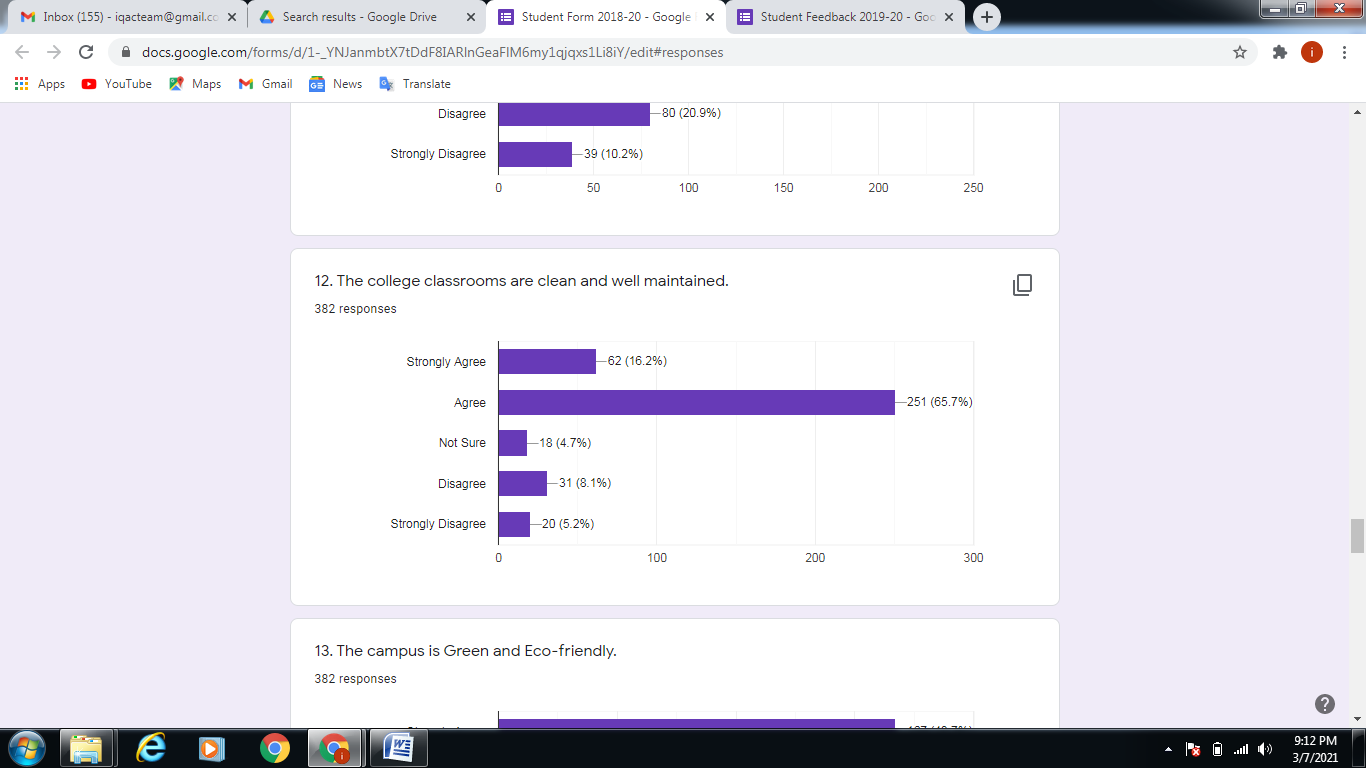 Inbox (155) - iqacteam@gmail.co
Search results - Google Drive
Student Form 2018-20 - Google
Student Feedback 2019-20 - Goo
docs.google.com/forms/d/1-_YNJanmbtX7tDdF8IARlnGeaFIM6my1qjqxs1Li8iY/edit#responses
i
Apps YouTube Maps Gmail News Translate
Disagree 80 (20.9%)
Strongly Disagree 39 (10.2%)
0 50 100 150 200 250
12. The college classrooms are clean and well maintained.
382 responses
Strongly Agree 62 (16.2%)
Agree 251 (65.7%)
Not Sure 18 (4.7%)
Disagree 31 (8.1%)
Strongly Disagree 20 (5.2%)
0 100 200 300
13. The campus is Green and Eco-friendly.
382 responses
9:12 PM
3/7/2021